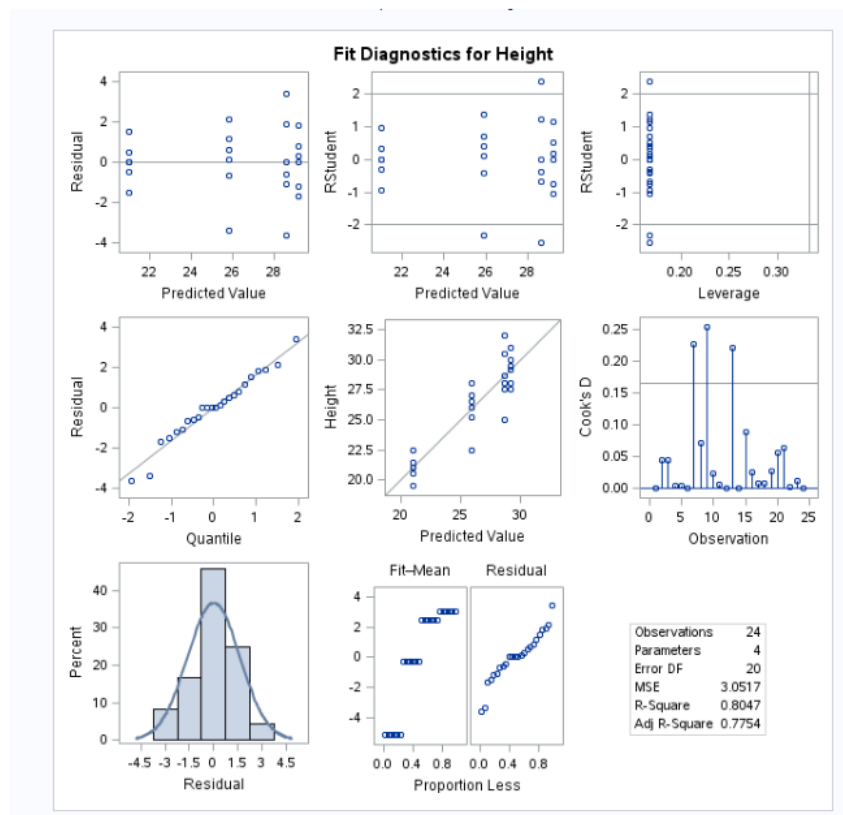 Fit Diagnostics for Height
4
2
0
-2
-4
Residual
22 24 26 28
Predicted Value
2
1
0
-1
-2
RStudent
22 24 26 28
Predicted Value
2
1
0
-1
-2
RStudent
0.20 0.25 0.30
Leverage
4
2
0
-2
-4
Residual
-2 -1 0 1 2
Quantile
32.5
30.0
27.5
25.0
22.5
20.0
Height
20 25 30
Predicted Value
0.25
0.20
0.15
0.10
0.05
0.00
Cook's D
0 5 10 15 20 25
Observation
40
30
20
10
0
Percent
-4.5 -3 -1.5 0 1.5 3 4.5
Residual
Fit–Mean Residual
4
2
0
-2
-4
0.0 0.4 0.8 0.0 0.4 0.8
Proportion Less
Observations 24
Parameters 4
Error DF 20
MSE 3.0517
R-Square 0.8047
Adj R-Square 0.7754